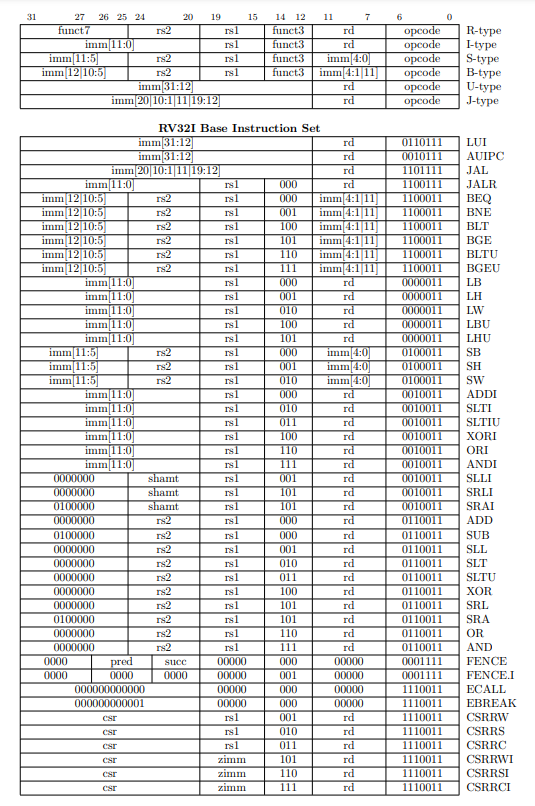 31 27 26 25 24 20 19 15 14 12 11 7 6 0
funct7 rs2 rs1 funct3 rd opcode R-type
imm[11:0] rs1 funct3 rd opcode I-type
imm[11:5] rs2 rs1 funct3 imm[4:0] opcode S-type
imm[12|10:5] rs2 rs1 funct3 imm[4:1|11] opcode B-type
imm[31:12] rd opcode U-type
imm[20|10:1|11|19:12] rd opcode J-type
RV32I Base Instruction Set
imm[31:12] rd 0110111 LUI
imm[31:12] rd 0010111 AUIPC
imm[20|10:1|11|19:12] rd 1101111 JAL
imm[11:0] rs1 000 rd 1100111 JALR
imm[12|10:5] rs2 rs1 000 imm[4:1|11] 1100011 BEQ
imm[12|10:5] rs2 rs1 001 imm[4:1|11] 1100011 BNE
imm[12|10:5] rs2 rs1 100 imm[4:1|11] 1100011 BLT
imm[12|10:5] rs2 rs1 101 imm[4:1|11] 1100011 BGE
imm[12|10:5] rs2 rs1 110 imm[4:1|11] 1100011 BLTU
imm[12|10:5] rs2 rs1 111 imm[4:1|11] 1100011 BGEU
imm[11:0] rs1 000 rd 0000011 LB
imm[11:0] rs1 001 rd 0000011 LH
imm[11:0] rs1 010 rd 0000011 LW
imm[11:0] rs1 100 rd 0000011 LBU
imm[11:0] rs1 101 rd 0000011 LHU
imm[11:5] rs2 rs1 000 imm[4:0] 0100011 SB
imm[11:5] rs2 rs1 001 imm[4:0] 0100011 SH
imm[11:5] rs2 rs1 010 imm[4:0] 0100011 SW
imm[11:0] rs1 000 rd 0010011 ADDI
imm[11:0] rs1 010 rd 0010011 SLTI
imm[11:0] rs1 011 rd 0010011 SLTIU
imm[11:0] rs1 100 rd 0010011 XORI
imm[11:0] rs1 110 rd 0010011 ORI
imm[11:0] rs1 111 rd 0010011 ANDI
0000000 shamt rs1 001 rd 0010011 SLLI
0000000 shamt rs1 101 rd 0010011 SRLI
0100000 shamt rs1 101 rd 0010011 SRAI
0000000 rs2 rs1 000 rd 0110011 ADD
0100000 rs2 rs1 000 rd 0110011 SUB
0000000 rs2 rs1 001 rd 0110011 SLL
0000000 rs2 rs1 010 rd 0110011 SLT
0000000 rs2 rs1 011 rd 0110011 SLTU
0000000 rs2 rs1 100 rd 0110011 XOR
0000000 rs2 rs1 101 rd 0110011 SRL
0100000 rs2 rs1 101 rd 0110011 SRA
0000000 rs2 rs1 110 rd 0110011 OR
0000000 rs2 rs1 111 rd 0110011 AND
0000 pred succ 00000 000 00000 0001111 FENCE
0000 0000 0000 00000 001 00000 0001111 FENCE.I
000000000000 00000 000 00000 1110011 ECALL
000000000001 00000 000 00000 1110011 EBREAK
csr rs1 001 rd 1110011 CSRRW
csr rs1 010 rd 1110011 CSRRS
csr rs1 011 rd 1110011 CSRRC
csr zimm 101 rd 1110011 CSRRWI
csr zimm 110 rd 1110011 CSRRSI
csr zimm 111 rd 1110011 CSRRCI